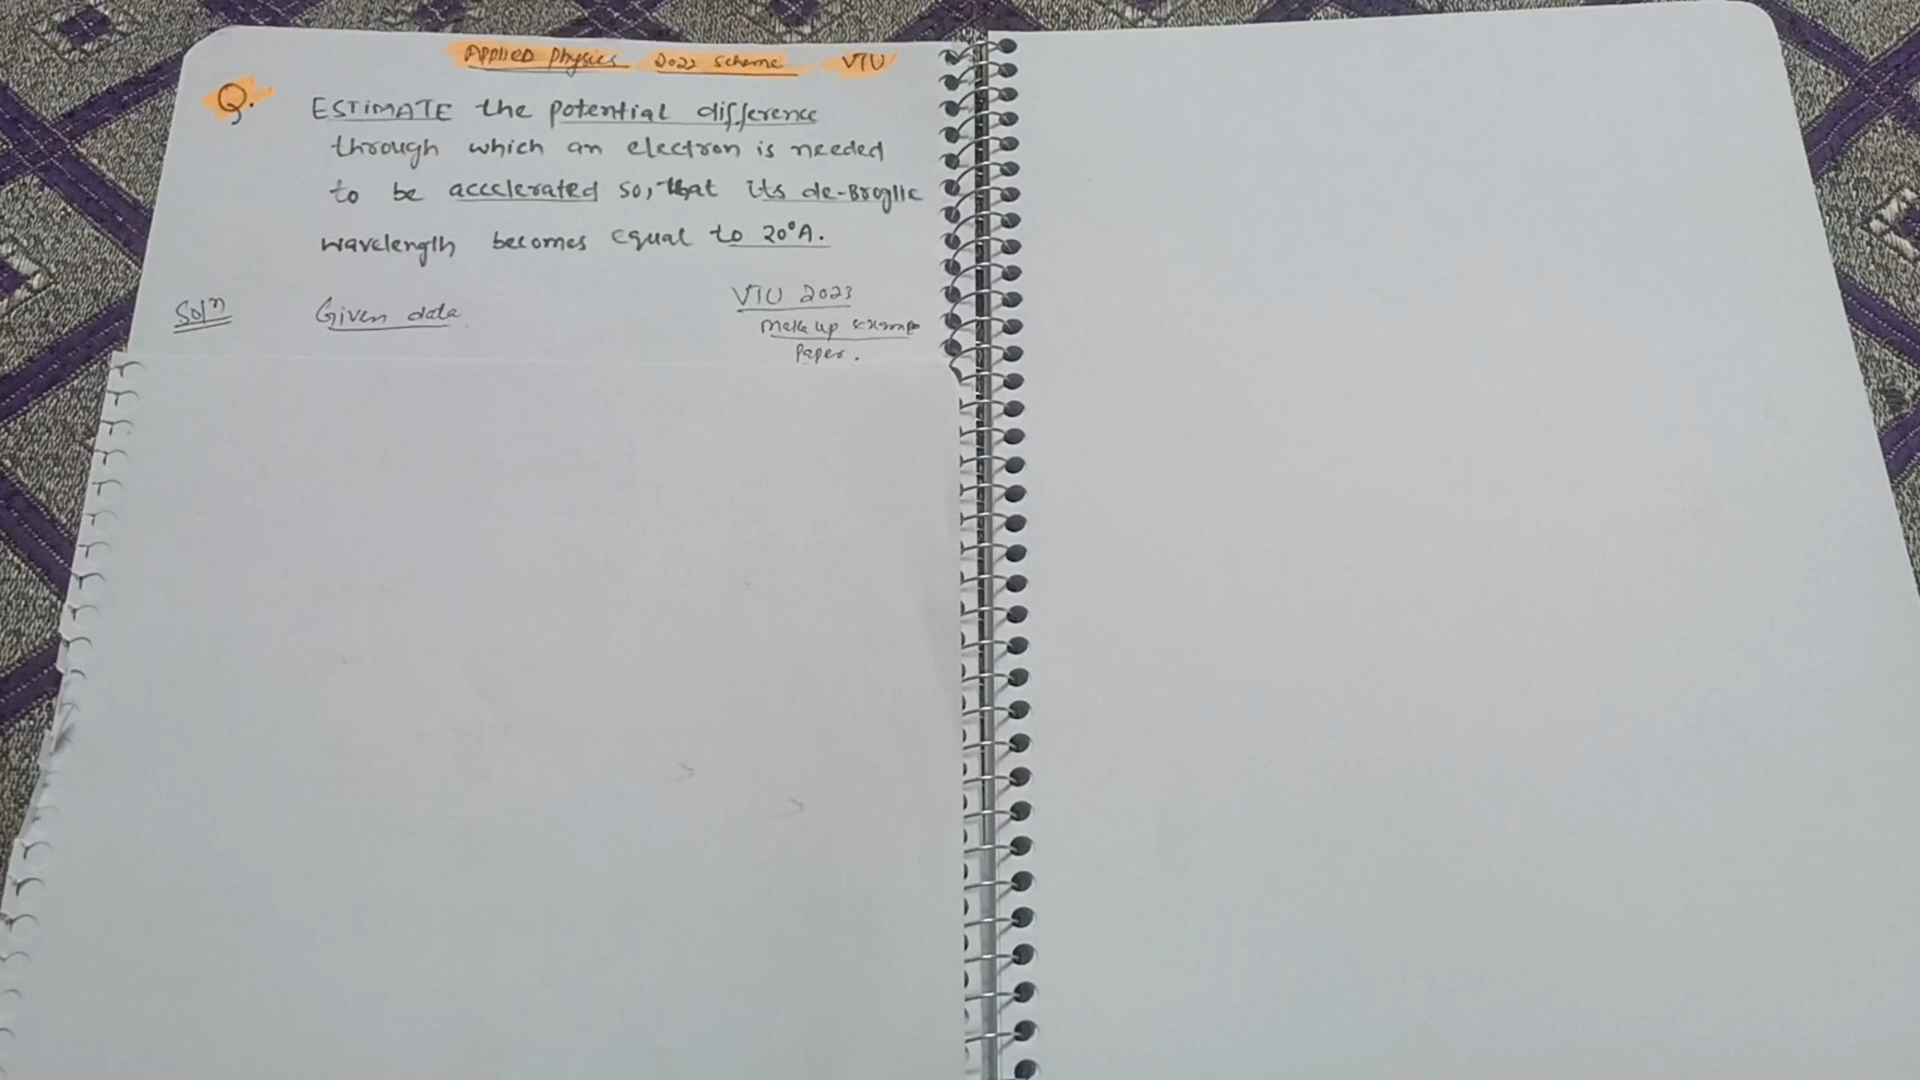 Applied Physics 2022 scheme VTU
Q. ESTIMATE the potential difference
through which an electron is needed
to be accelerated so, that its de-Broglie
wavelength becomes equal to 20°A.
Soln Given data
VTU 2023
Make up exam
Paper.